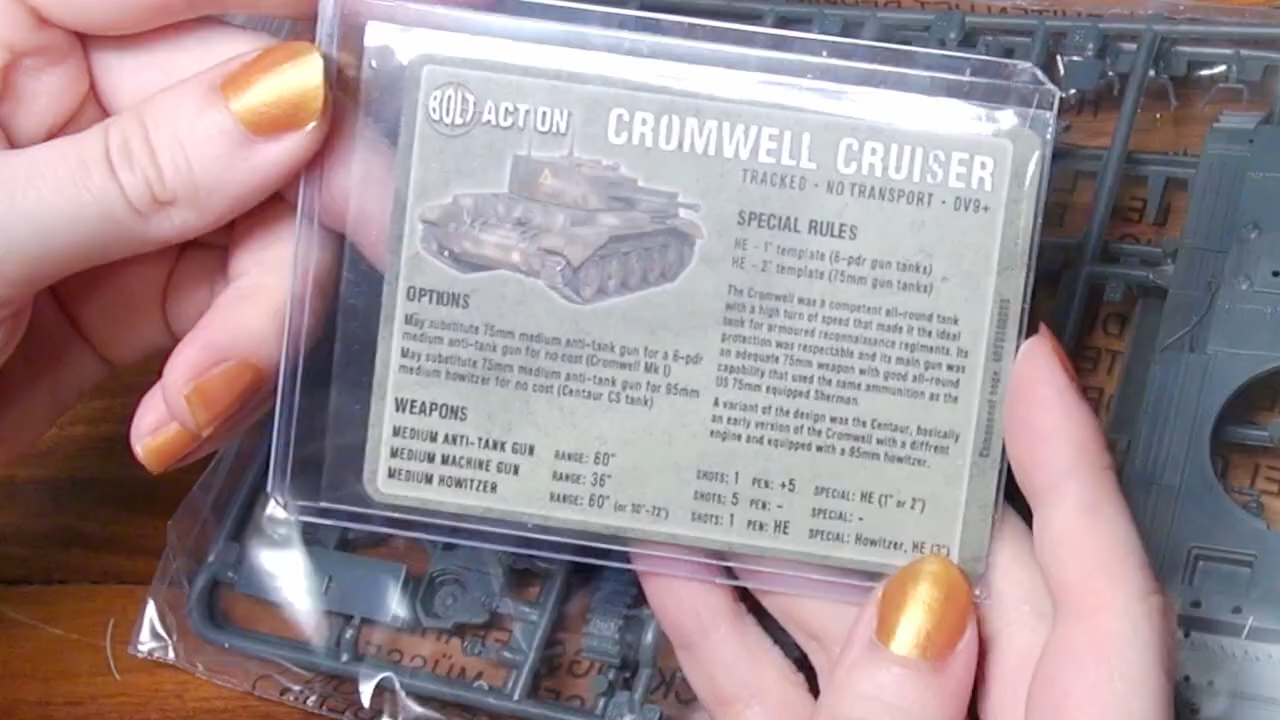 BOLT ACTION
CROMWELL CRUISER
TRACKED - NO TRANSPORT - DV9+
SPECIAL RULES
HE - 1" template (6-pdr gun tanks)
HE - 2" template (75mm gun tanks)
The Cromwell was a competent all-round tank
with a high turn of speed that made it the ideal
tank for armoured reconnaissance regiments. Its
protection was respectable and its main gun was
an adequate 75mm weapon with good all-round
capability that used the same ammunition as the
US 75mm equipped Sherman.
A variant of the design was the Centaur, basically
an early version of the Cromwell with a diffrent
engine and equipped with a 95mm howitzer.
OPTIONS
May substitute 75mm medium anti-tank gun for a 6-pdr
medium anti-tank gun for no cost (Cromwell Mk I)
May substitute 75mm medium anti-tank gun for 95mm
medium howitzer for no cost (Centaur CS tank)
WEAPONS
MEDIUM ANTI-TANK GUN RANGE: 60" SHOTS: 1 PEN: +5 SPECIAL: HE (1" or 2")
MEDIUM MACHINE GUN RANGE: 36" SHOTS: 5 PEN: - SPECIAL: -
MEDIUM HOWITZER RANGE: 60" (or 30"-72") SHOTS: 1 PEN: HE SPECIAL: Howitzer, HE (3")